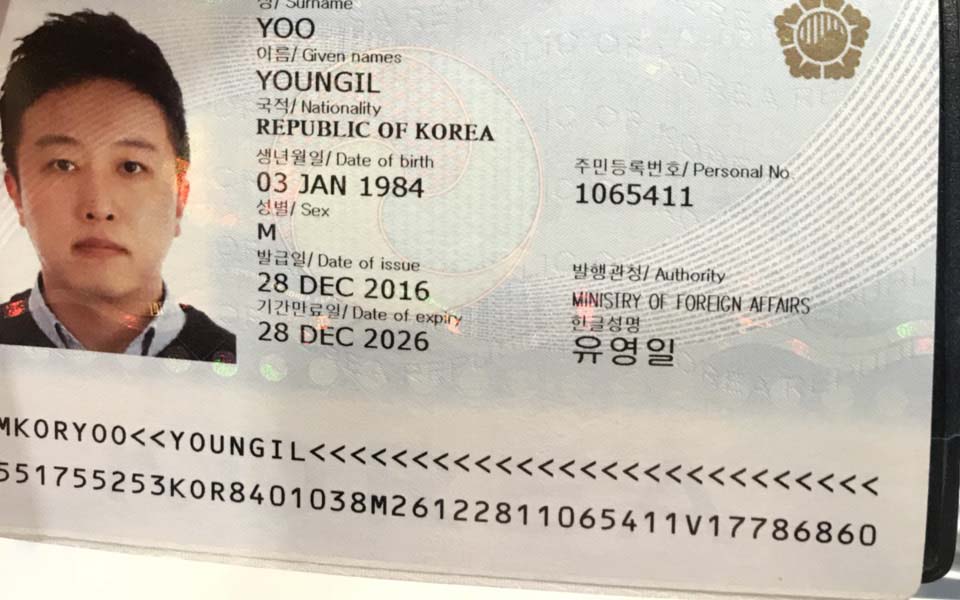 성/ Surname
YOO
이름/ Given names
YOUNGIL
국적/ Nationality
REPUBLIC OF KOREA
생년월일/ Date of birth
03 JAN 1984
주민등록번호/ Personal No
1065411
성별/ Sex
M
발급일/ Date of issue
28 DEC 2016
발행관청/ Authority
MINISTRY OF FOREIGN AFFAIRS
기간만료일/ Date of expiry
28 DEC 2026
한글성명
유영일
MKORYOO<<YOUNGIL<<<<<<<<<<<<<<<<<<<<<<<<<<<
551755253KOR8401038M26122811065411V17786860